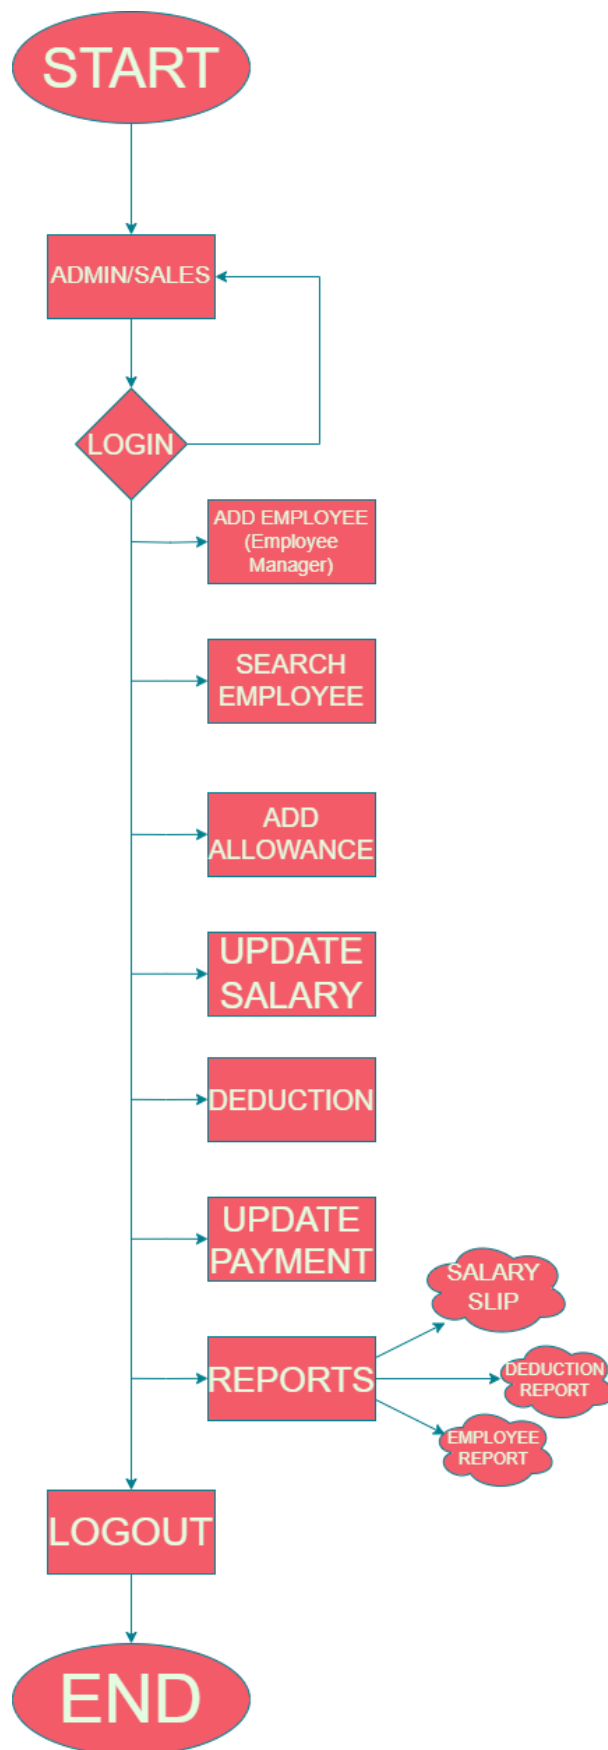 START
ADMIN/SALES
LOGIN
ADD EMPLOYEE
(Employee
Manager)
SEARCH
EMPLOYEE
ADD
ALLOWANCE
UPDATE
SALARY
DEDUCTION
UPDATE
PAYMENT
SALARY
SLIP
REPORTS
DEDUCTION
REPORT
EMPLOYEE
REPORT
LOGOUT
END